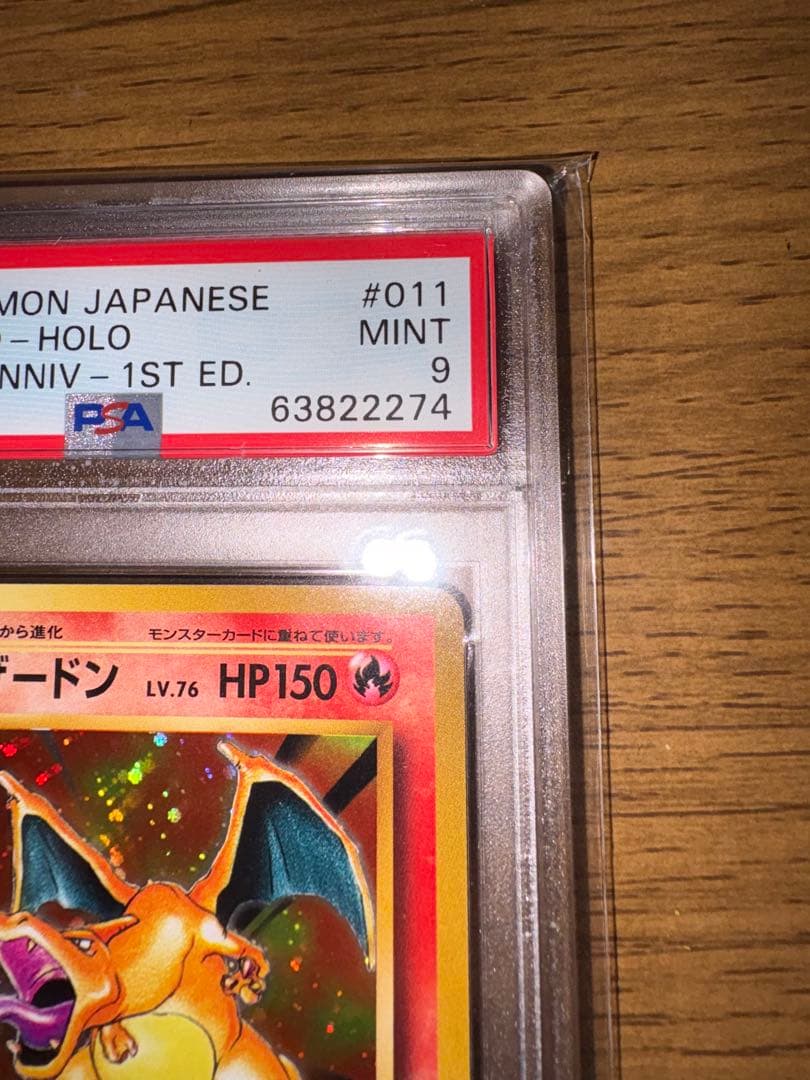 MON JAPANESE #011
-HOLO MINT
NNIV - 1ST ED. 9
PSA 63822274
から進化 モンスターカードに重ねて使います。
ードン LV.76 HP150